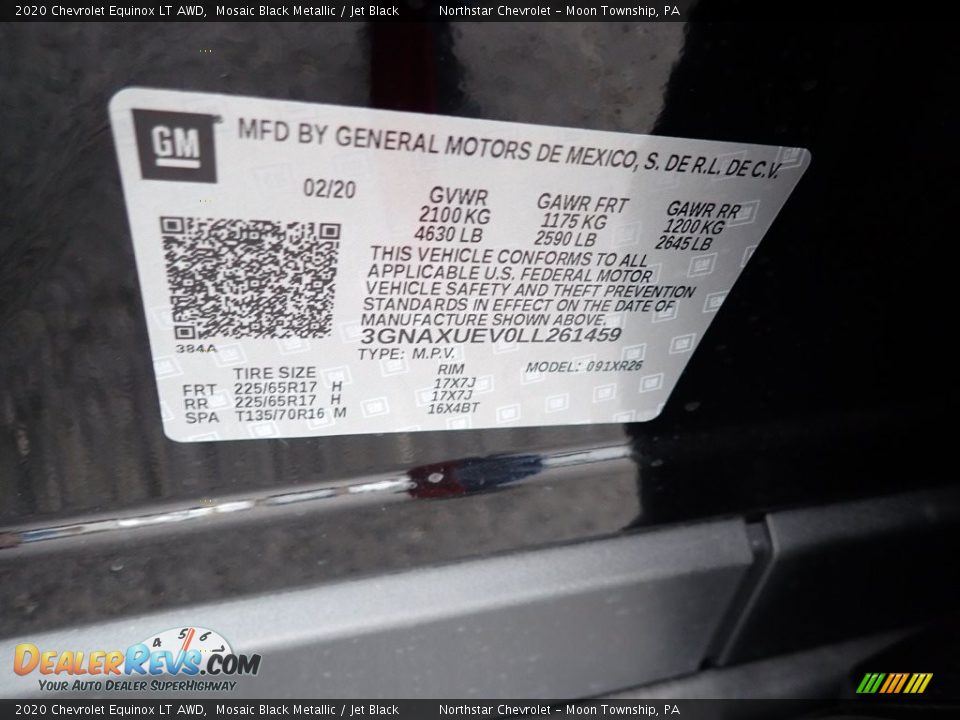 2020 Chevrolet Equinox LT AWD, Mosaic Black Metallic / Jet Black Northstar Chevrolet - Moon Township, PA
GM
MFD BY GENERAL MOTORS DE MEXICO, S. DE R.L. DE C.V.
02/20
GVWR GAWR FRT GAWR RR
2100 KG 1175 KG 1200 KG
4630 LB 2590 LB 2645 LB
THIS VEHICLE CONFORMS TO ALL
APPLICABLE U.S. FEDERAL MOTOR
VEHICLE SAFETY AND THEFT PREVENTION
STANDARDS IN EFFECT ON THE DATE OF
MANUFACTURE SHOWN ABOVE.
3GNAXUEV0LL261459
384A
TYPE: M.P.V. MODEL: 091XR26
TIRE SIZE RIM
FRT 225/65R17 H 17X7J
RR 225/65R17 H 17X7J
SPA T135/70R16 M 16X4BT
4 5 6
DealerRevs.com
Your Auto Dealer SuperHighway
2020 Chevrolet Equinox LT AWD, Mosaic Black Metallic / Jet Black Northstar Chevrolet - Moon Township, PA